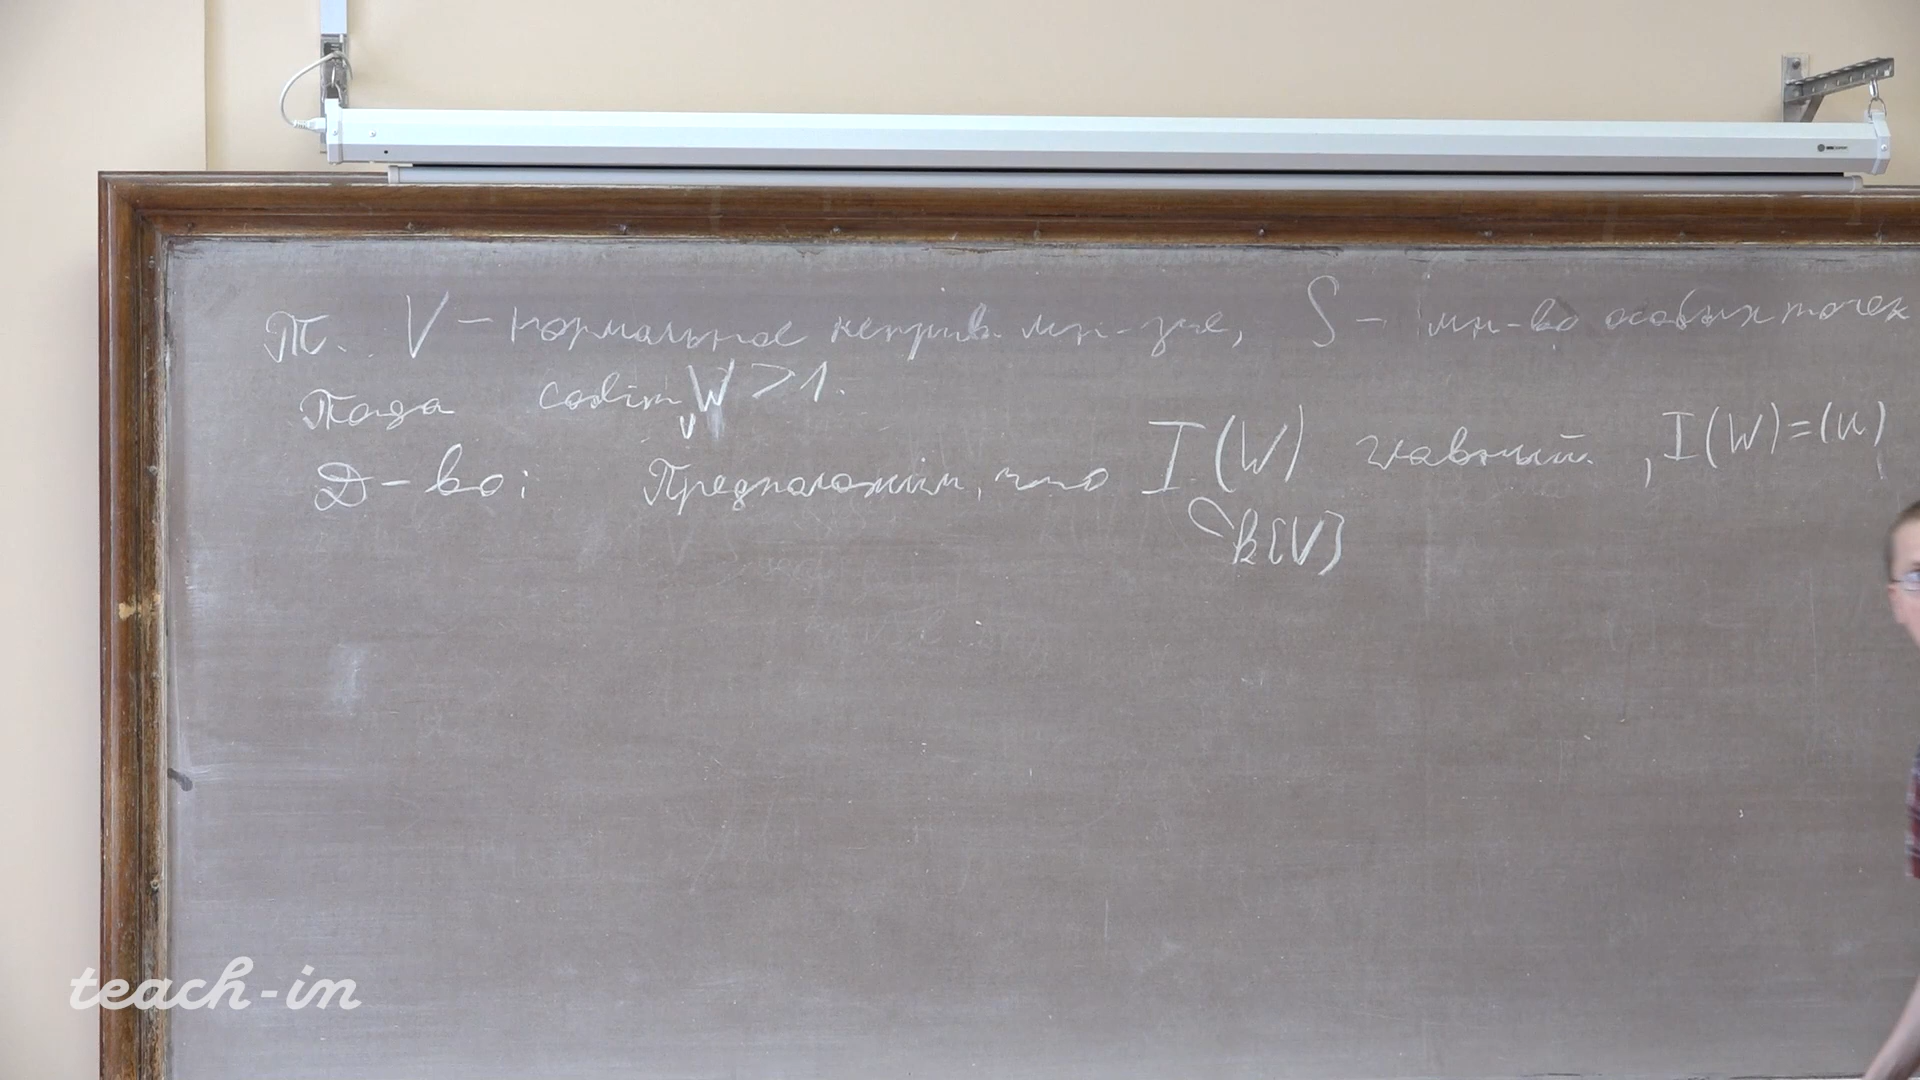 Т. V – нормальное неприв. мн-зие, S – мн-во особых точек
Тогда codim_V W > 1.
Д-во: Предположим, что I(W) главный, I(W)=(u)
k[V]
teach-in